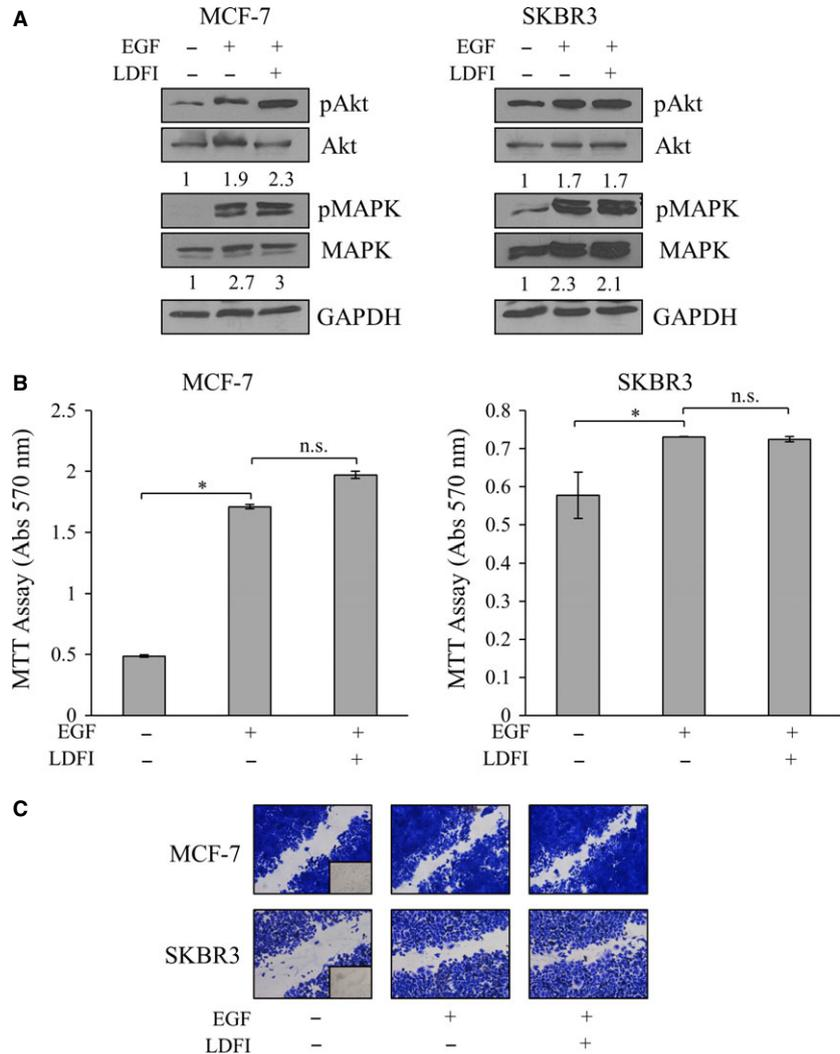 A
MCF-7 SKBR3
EGF – + + EGF – + +
LDFI – – + LDFI – – +
pAkt pAkt
Akt Akt
1 1.9 2.3 1 1.7 1.7
pMAPK pMAPK
MAPK MAPK
1 2.7 3 1 2.3 2.1
GAPDH GAPDH
B
MCF-7
MTT Assay (Abs 570 nm)
2.5
2
1.5
1
0.5
0
* n.s.
EGF – + +
LDFI – – +
SKBR3
MTT Assay (Abs 570 nm)
0.8
0.7
0.6
0.5
0.4
0.3
0.2
0.1
0
* n.s.
EGF – + +
LDFI – – +
C
MCF-7
SKBR3
EGF – + +
LDFI – – +